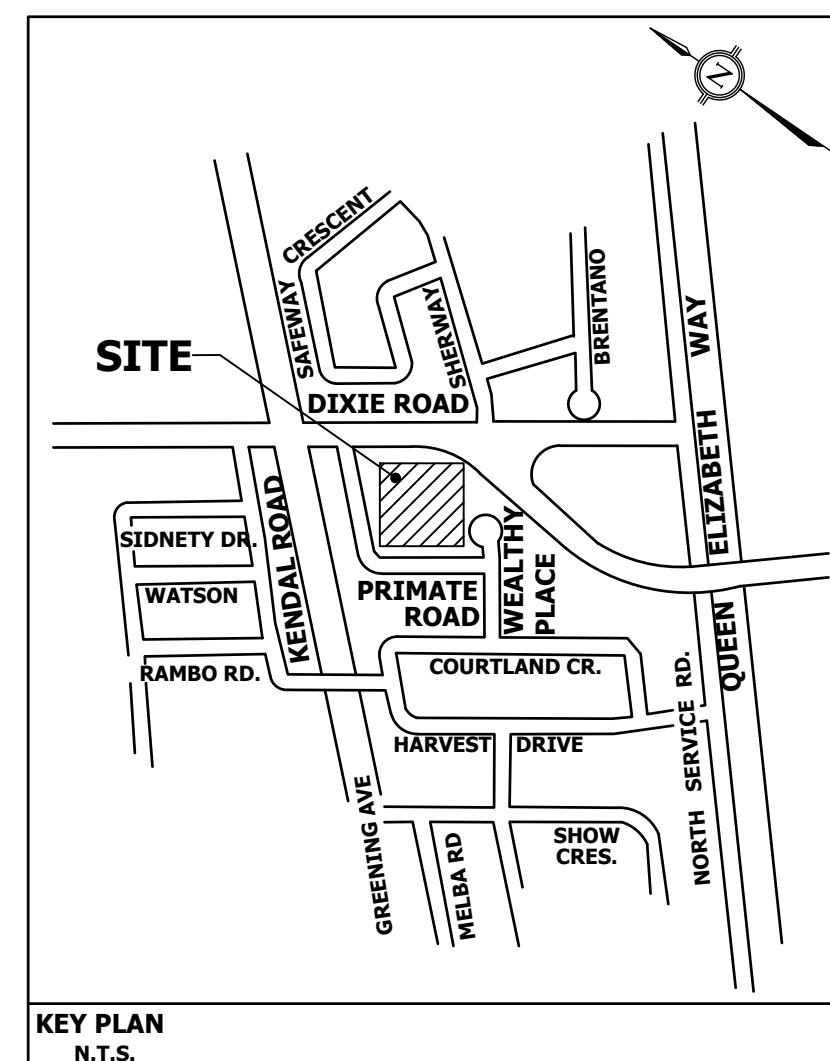 N
SAFEWAY CRESCENT
SHERWAY
BRENTANO
SITE
DIXIE ROAD
QUEEN ELIZABETH WAY
SIDNETY DR.
KENDAL ROAD
WATSON
PRIMATE
ROAD
WEALTHY
PLACE
RAMBO RD.
COURTLAND CR.
HARVEST DRIVE
NORTH SERVICE RD.
GREENING AVE
MELBA RD
SHOW
CRES.
KEY PLAN
N.T.S.